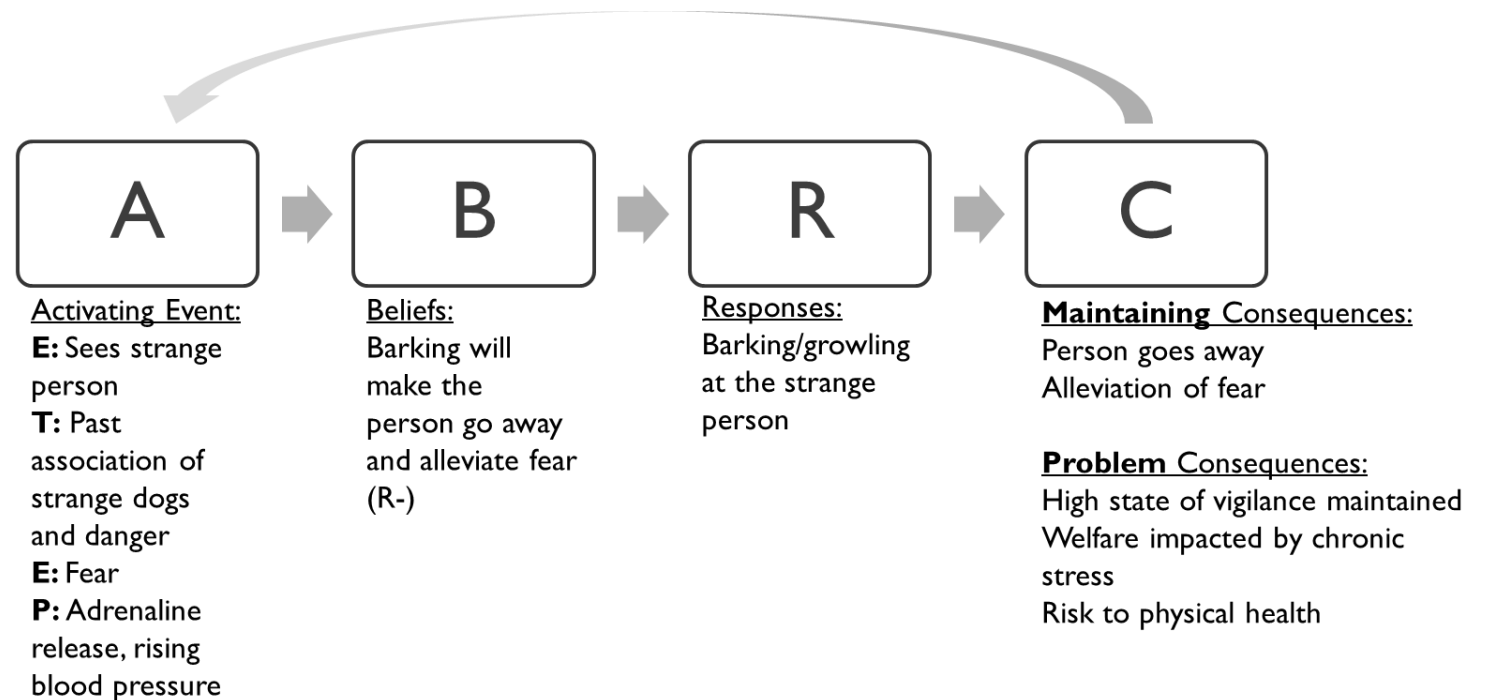 A
B
R
C
Activating Event:
E: Sees strange
person
T: Past
association of
strange dogs
and danger
E: Fear
P: Adrenaline
release, rising
blood pressure
Beliefs:
Barking will
make the
person go away
and alleviate fear
(R-)
Responses:
Barking/growling
at the strange
person
Maintaining Consequences:
Person goes away
Alleviation of fear
Problem Consequences:
High state of vigilance maintained
Welfare impacted by chronic
stress
Risk to physical health